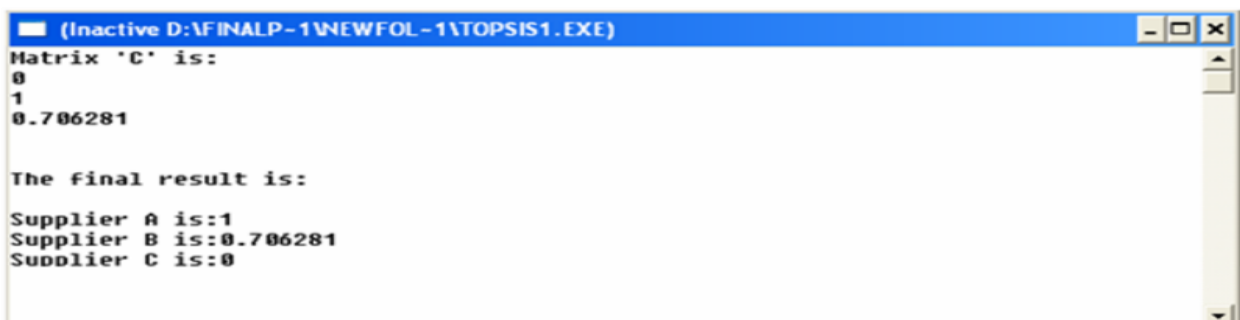 (Inactive D:\FINALP~1\NEWFOL~1\TOPSIS1.EXE)
Matrix 'C' is:
0
1
0.706281
The final result is:
Supplier A is:1
Supplier B is:0.706281
Supplier C is:0